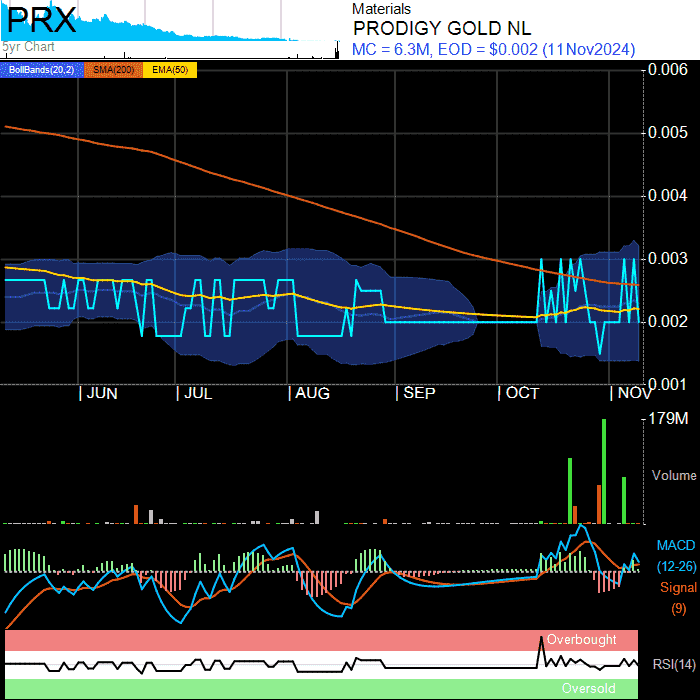 PRX
5yr Chart
Materials
PRODIGY GOLD NL
MC = 6.3M, EOD = $0.002 (11Nov2024)
BollBands(20,2) SMA(200) EMA(50)
0.006
0.005
0.004
0.003
0.002
0.001
JUN JUL AUG SEP OCT NOV
179M
Volume
MACD
(12-26)
Signal
(9)
Overbought
RSI(14)
Oversold